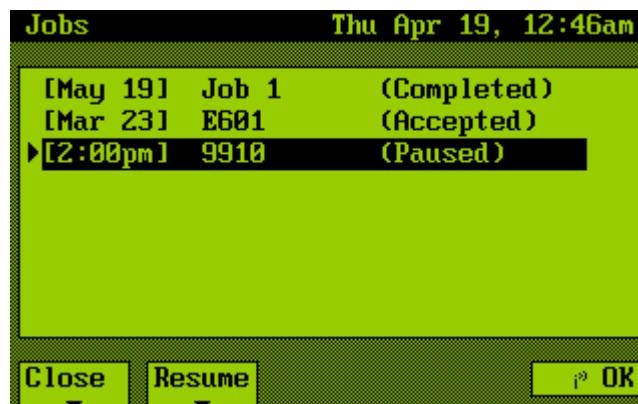 Jobs Thu Apr 19, 12:46am
[May 19] Job 1 (Completed)
[Mar 23] E601 (Accepted)
[2:00pm] 9910 (Paused)
Close Resume OK